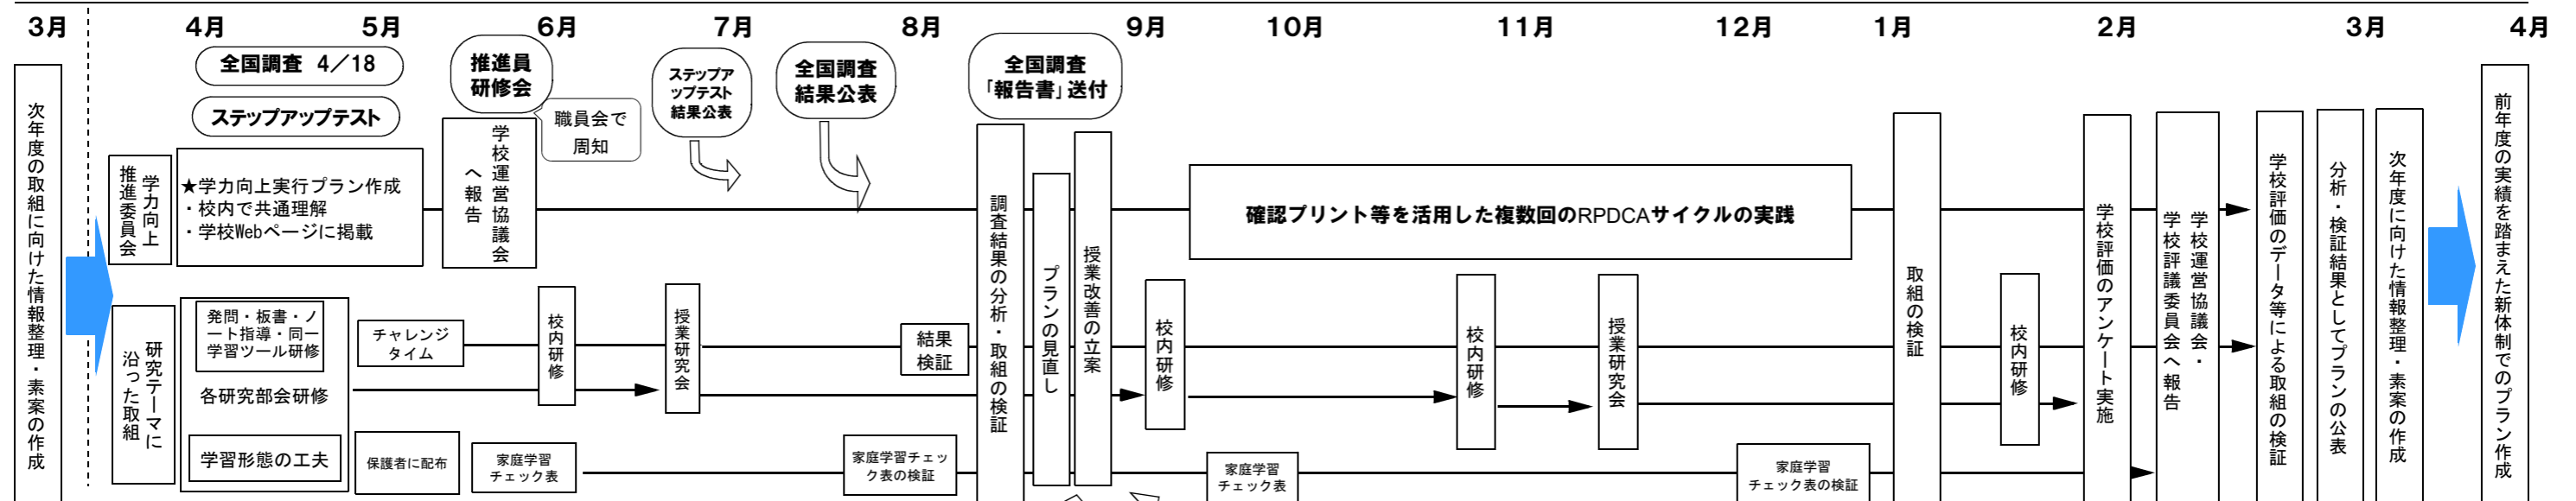 3月
4月
5月
6月
7月
8月
9月
10月
11月
12月
1月
2月
3月
4月
次年度の取組に向けた情報整理・素案の作成
全国調査 4／18
ステップアップテスト
推進員
研修会
職員会で
周知
ステップア
ップテスト
結果公表
全国調査
結果公表
全国調査
「報告書」送付
学力向上
推進委員会
★学力向上実行プラン作成
・校内で共通理解
・学校Webページに掲載
学校運営協議会
へ報告
確認プリント等を活用した複数回のRPDCAサイクルの実践
研究テーマに
沿った取組
発問・板書・ノ
ート指導・同一
学習ツール研修
各研究部会研修
学習形態の工夫
チャレンジ
タイム
保護者に配布
家庭学習
チェック表
校内研修
授業研究会
結果
検証
家庭学習チェッ
ク表の検証
調査結果の分析・取組の検証
プランの見直し
授業改善の立案
校内研修
家庭学習
チェック表
校内研修
授業研究会
家庭学習
チェック表の検証
取組の検証
校内研修
学校評価のアンケート実施
学校運営協議会・
学校評議委員会へ報告
学校評価のデータ等による取組の検証
分析・検証結果としてプランの公表
次年度に向けた情報整理・素案の作成
前年度の実績を踏まえた新体制でのプラン作成